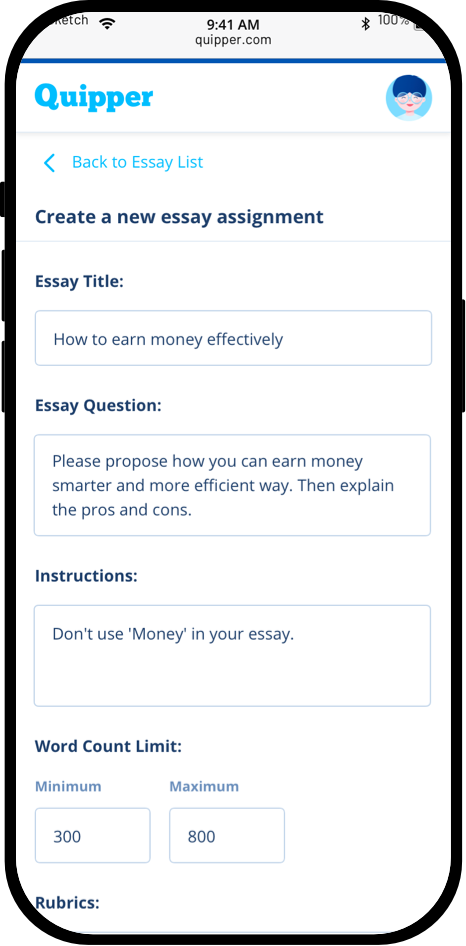 9:41 AM
100%
quipper.com
Quipper
Back to Essay List
Create a new essay assignment
Essay Title:
How to earn money effectively
Essay Question:
Please propose how you can earn money
smarter and more efficient way. Then explain
the pros and cons.
Instructions:
Don't use 'Money' in your essay.
Word Count Limit:
Minimum Maximum
300 800
Rubrics: